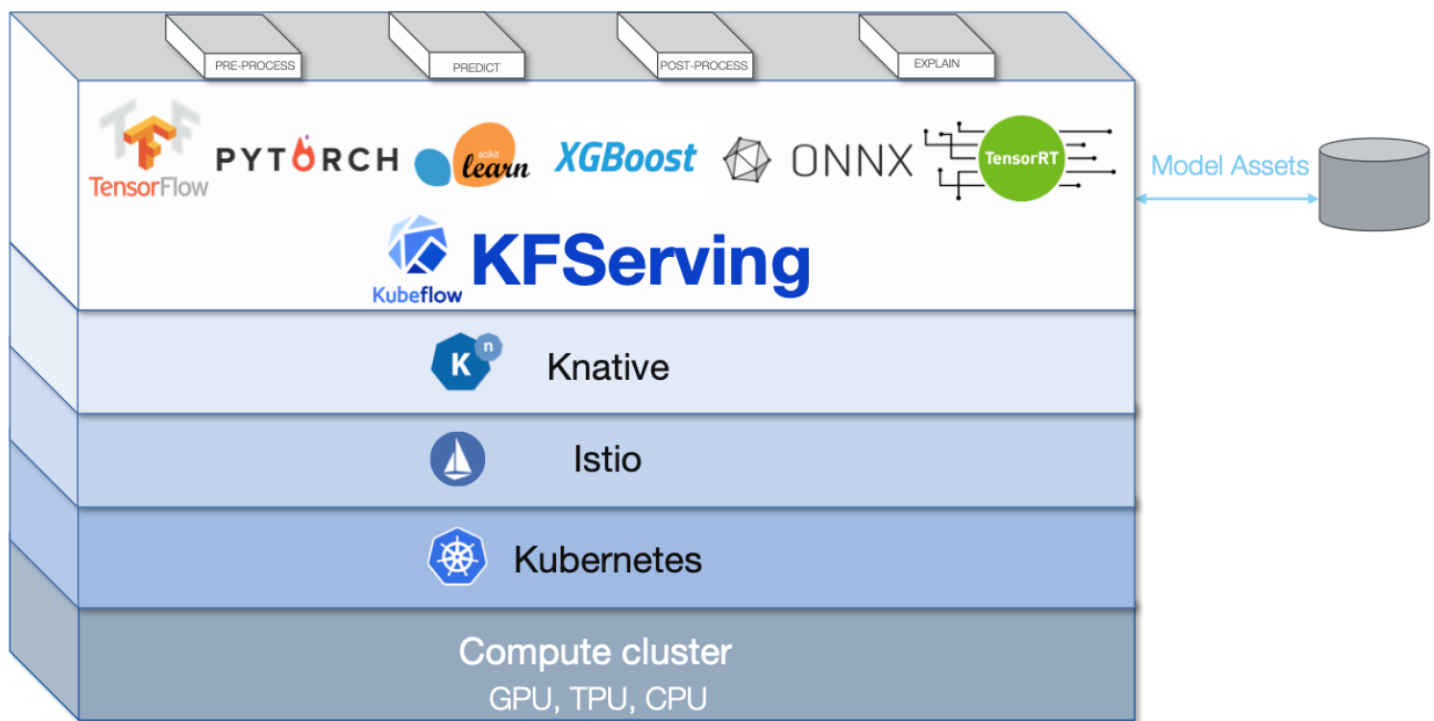 PRE-PROCESS
PREDICT
POST-PROCESS
EXPLAIN
TensorFlow
PYTORCH
scikit
learn
XGBoost
ONNX
TensorRT
Model Assets
Kubeflow
KFServing
K
n
Knative
Istio
Kubernetes
Compute cluster
GPU, TPU, CPU